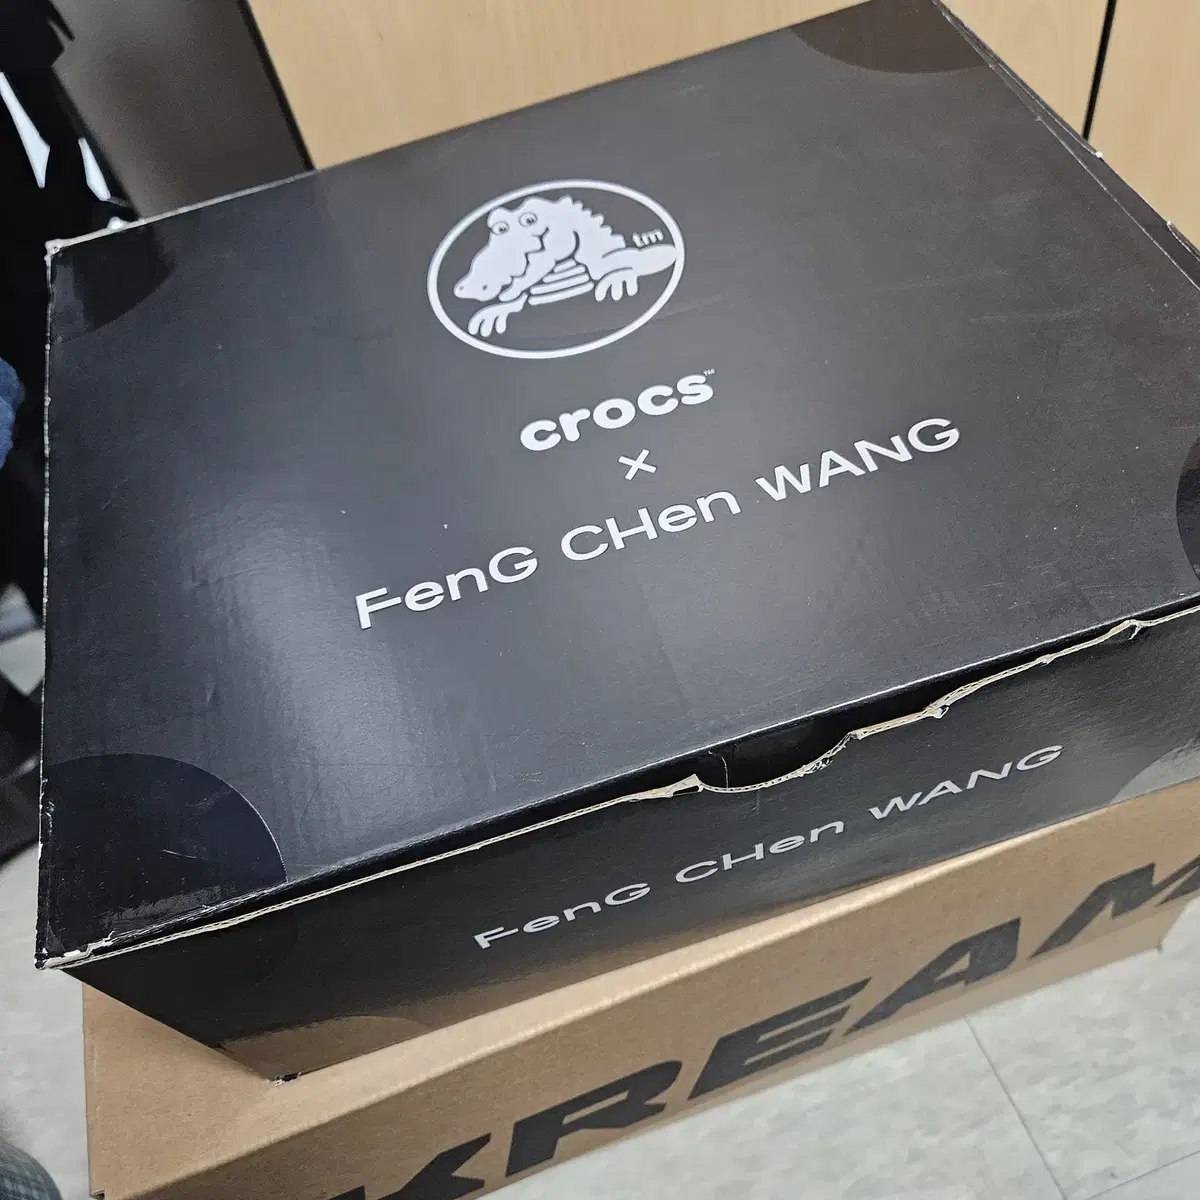 tm
crocs™
×
FenG CHen WANG
FenG CHen WANG
KREAM